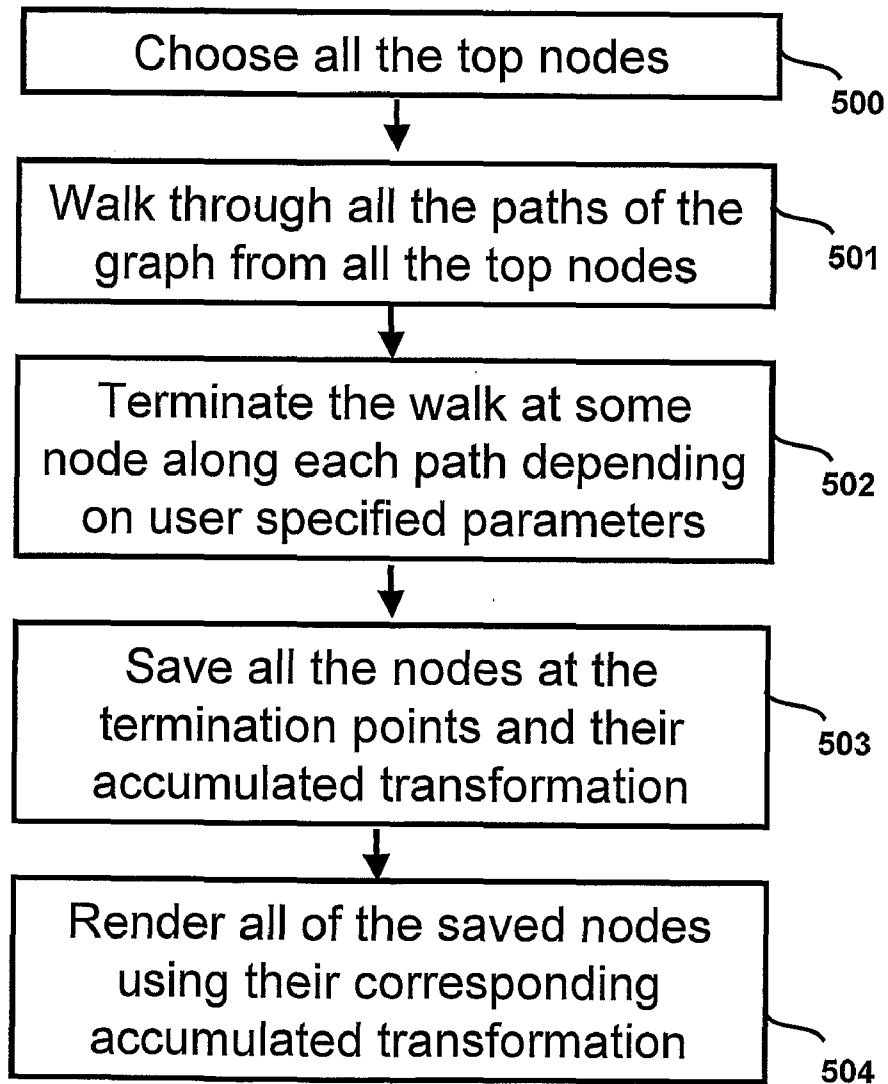 Choose all the top nodes
500
Walk through all the paths of the
graph from all the top nodes
501
Terminate the walk at some
node along each path depending
on user specified parameters
502
Save all the nodes at the
termination points and their
accumulated transformation
503
Render all of the saved nodes
using their corresponding
accumulated transformation
504